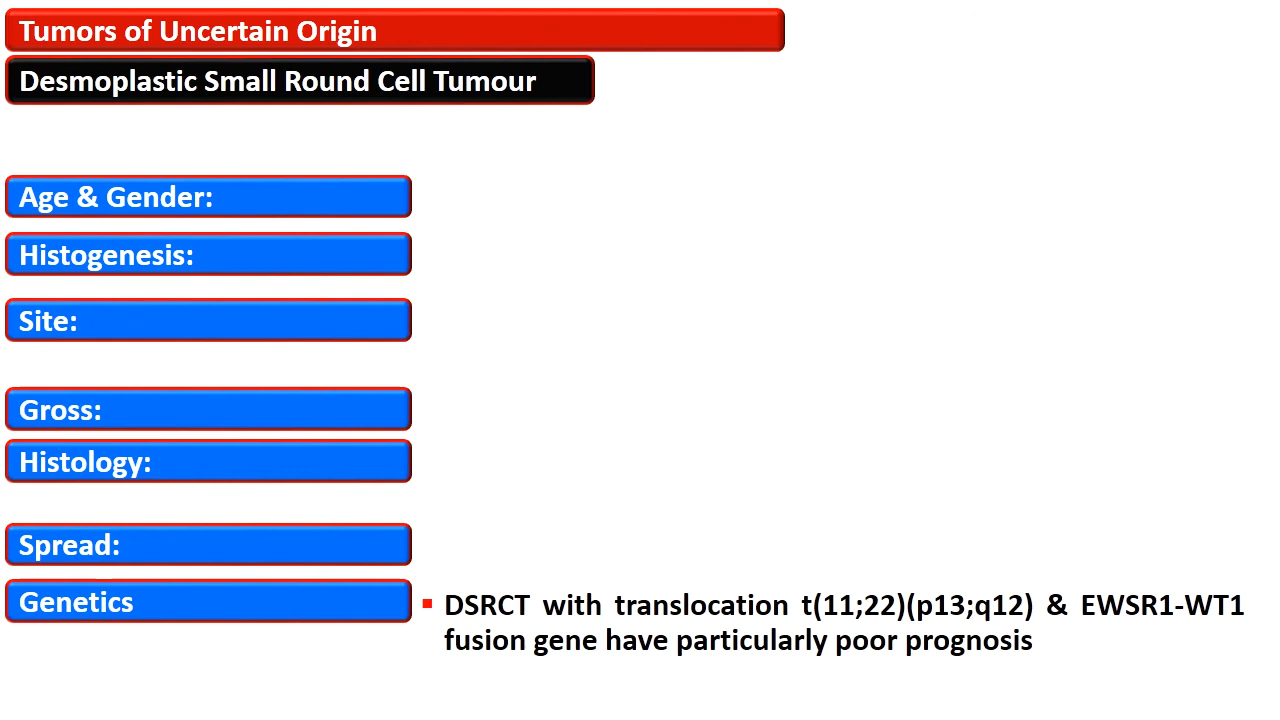 Tumors of Uncertain Origin
Desmoplastic Small Round Cell Tumour
Age & Gender:
Histogenesis:
Site:
Gross:
Histology:
Spread:
Genetics
▪ DSRCT with translocation t(11;22)(p13;q12) & EWSR1-WT1
fusion gene have particularly poor prognosis